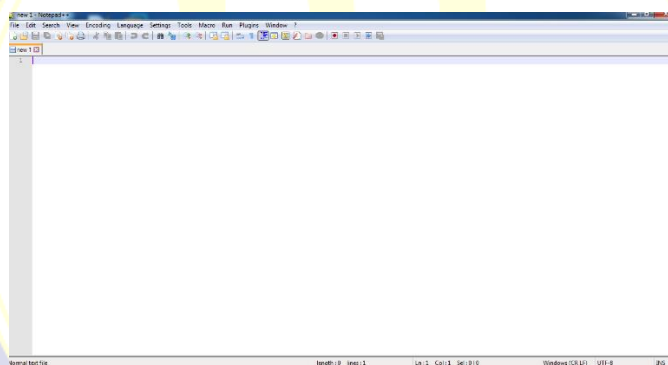 new 1 - Notepad++
File Edit Search View Encoding Language Settings Tools Macro Run Plugins Window ?
new 1
1
Normal text file length : 0 lines : 1 Ln : 1 Col : 1 Sel : 0 | 0 Windows (CR LF) UTF-8 INS